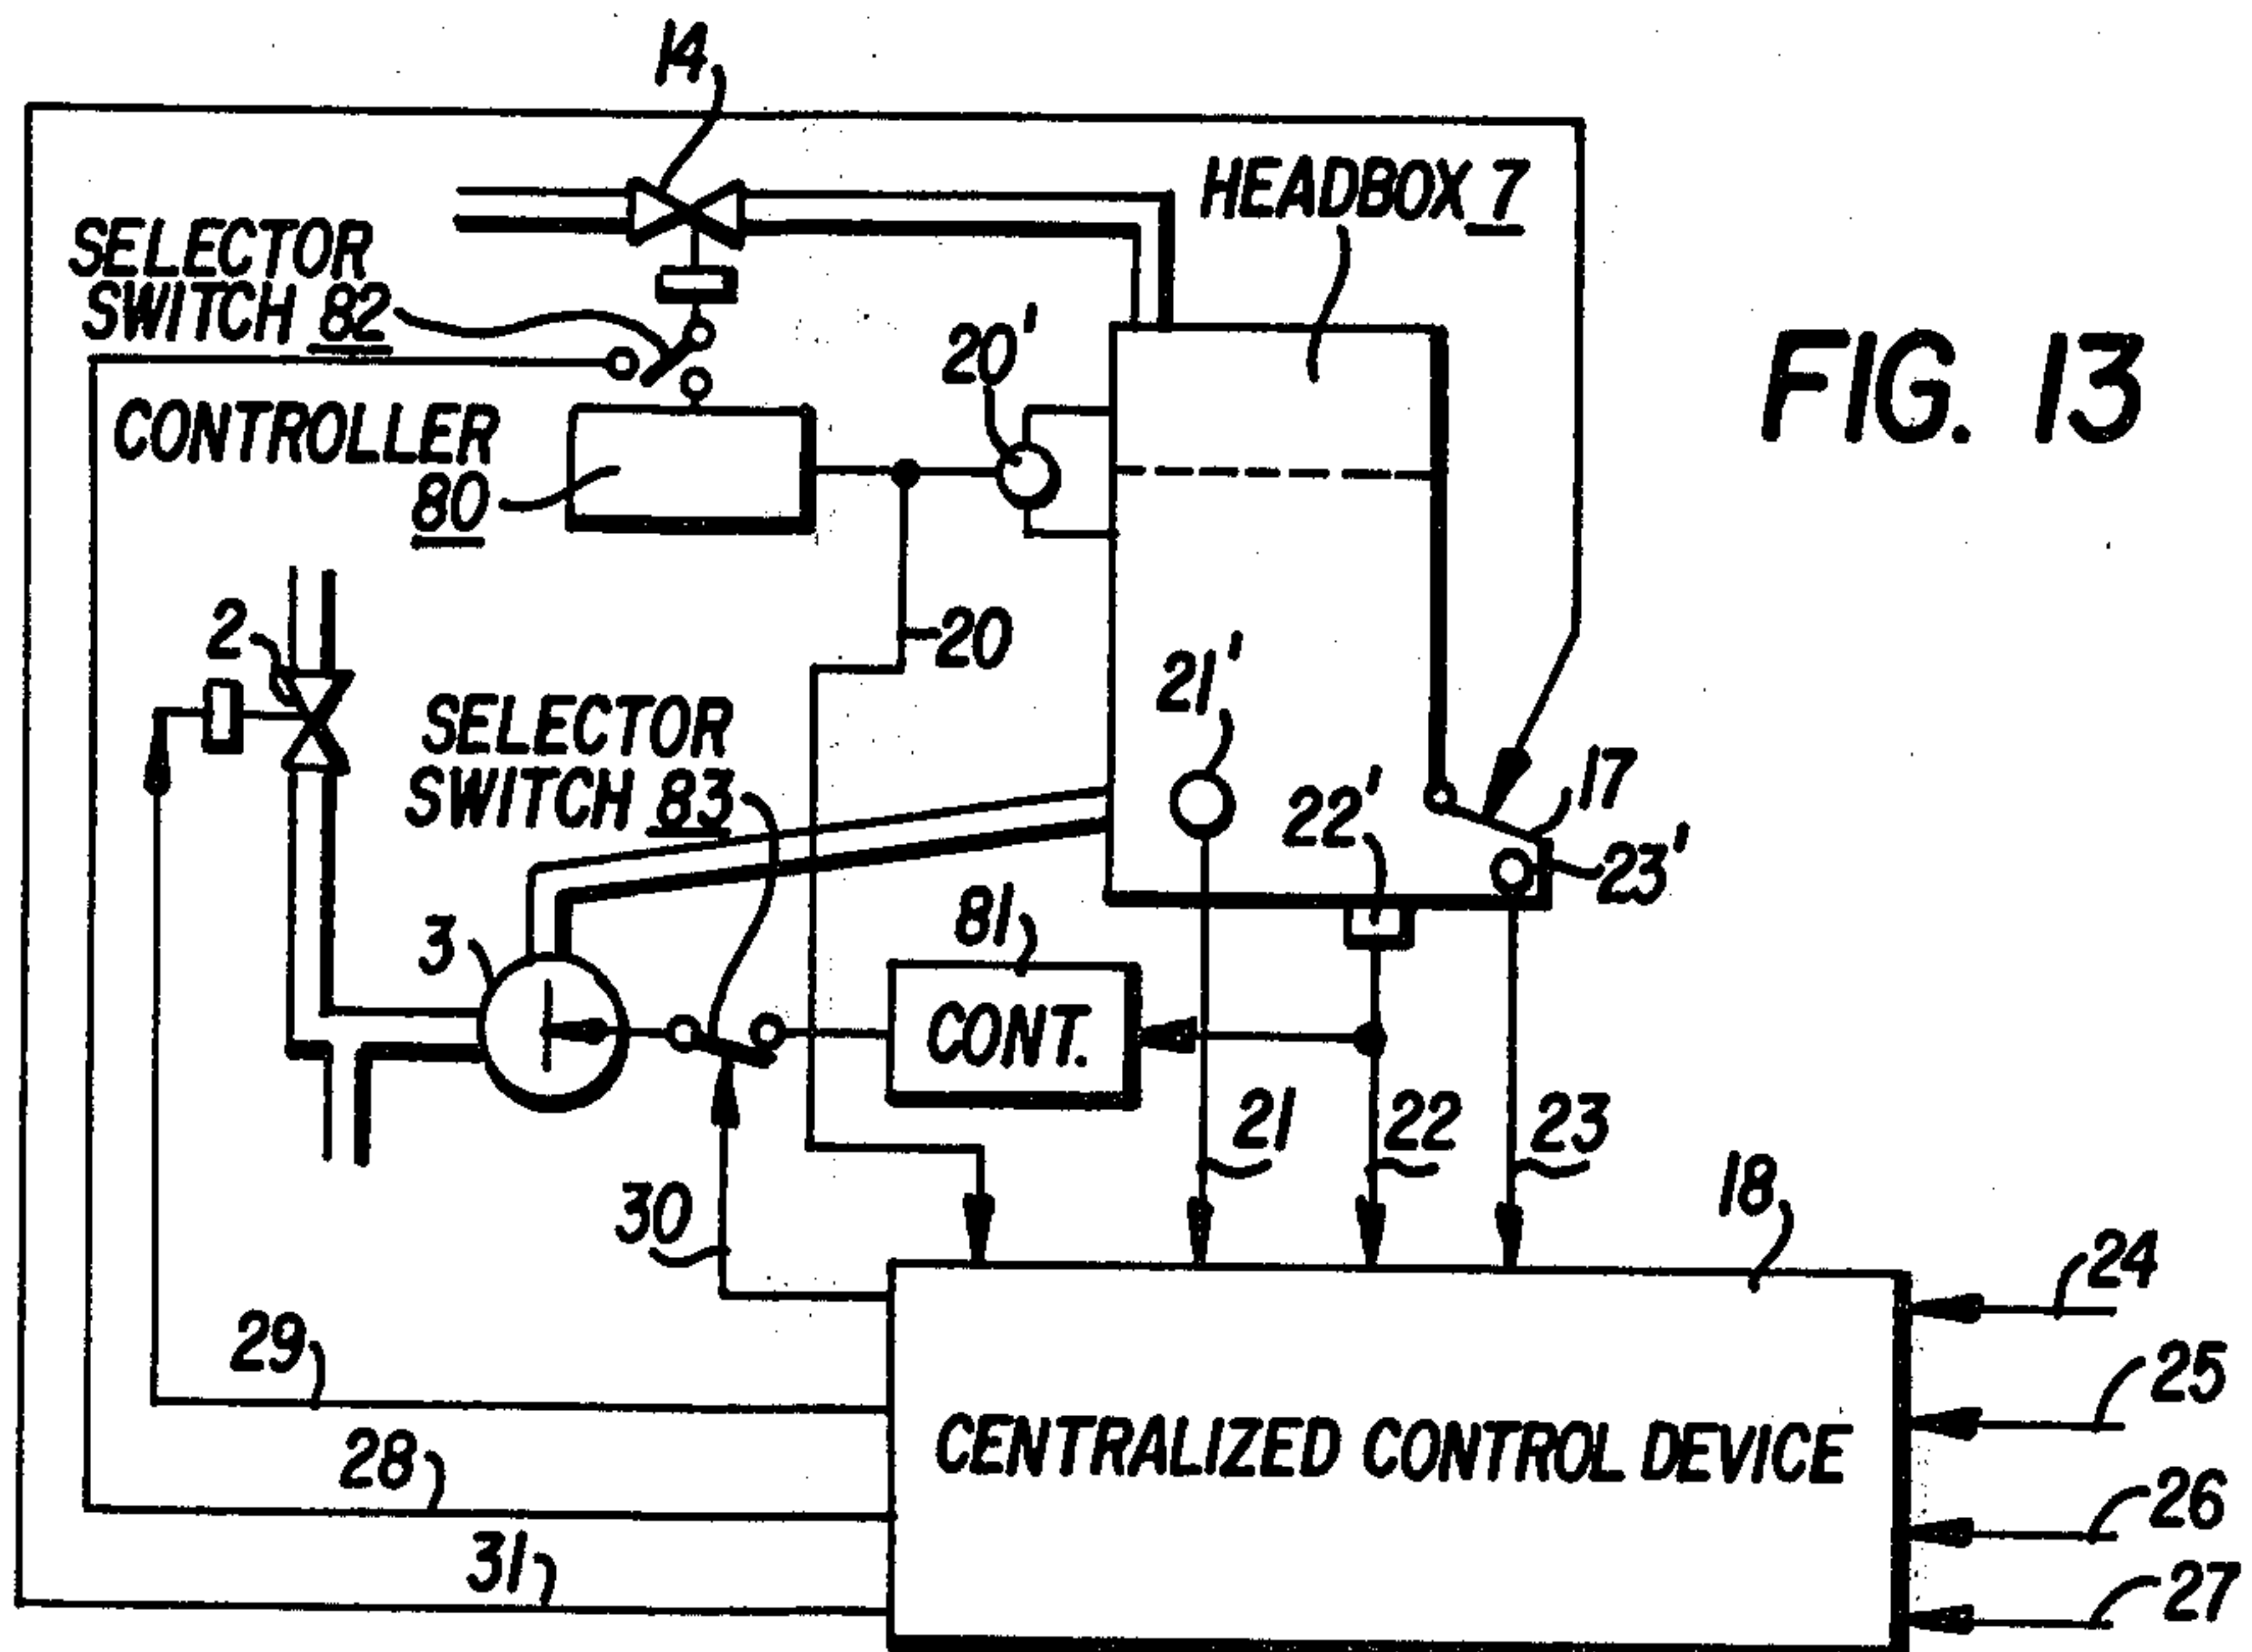 14
HEADBOX 7
SELECTOR
SWITCH 82
20'
FIG. 13
CONTROLLER
80
2
20
21'
SELECTOR
SWITCH 83
17
22'
23'
3
81
CONT.
21
22
23
30
18
24
29
25
CENTRALIZED CONTROL DEVICE
28
26
31
27